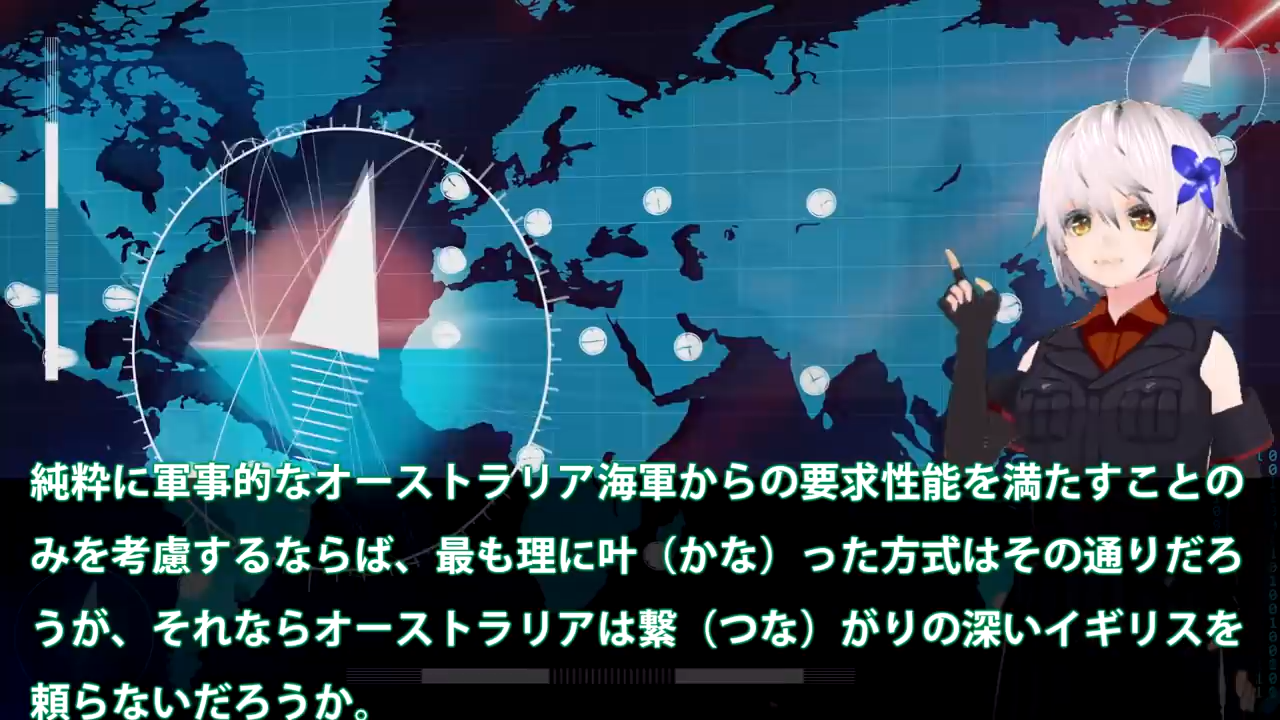 純粋に軍事的なオーストラリア海軍からの要求性能を満たすことの
みを考慮するならば、最も理に叶（かな）った方式はその通りだろ
うが、それならオーストラリアは繋（つな）がりの深いイギリスを
頼らないだろうか。